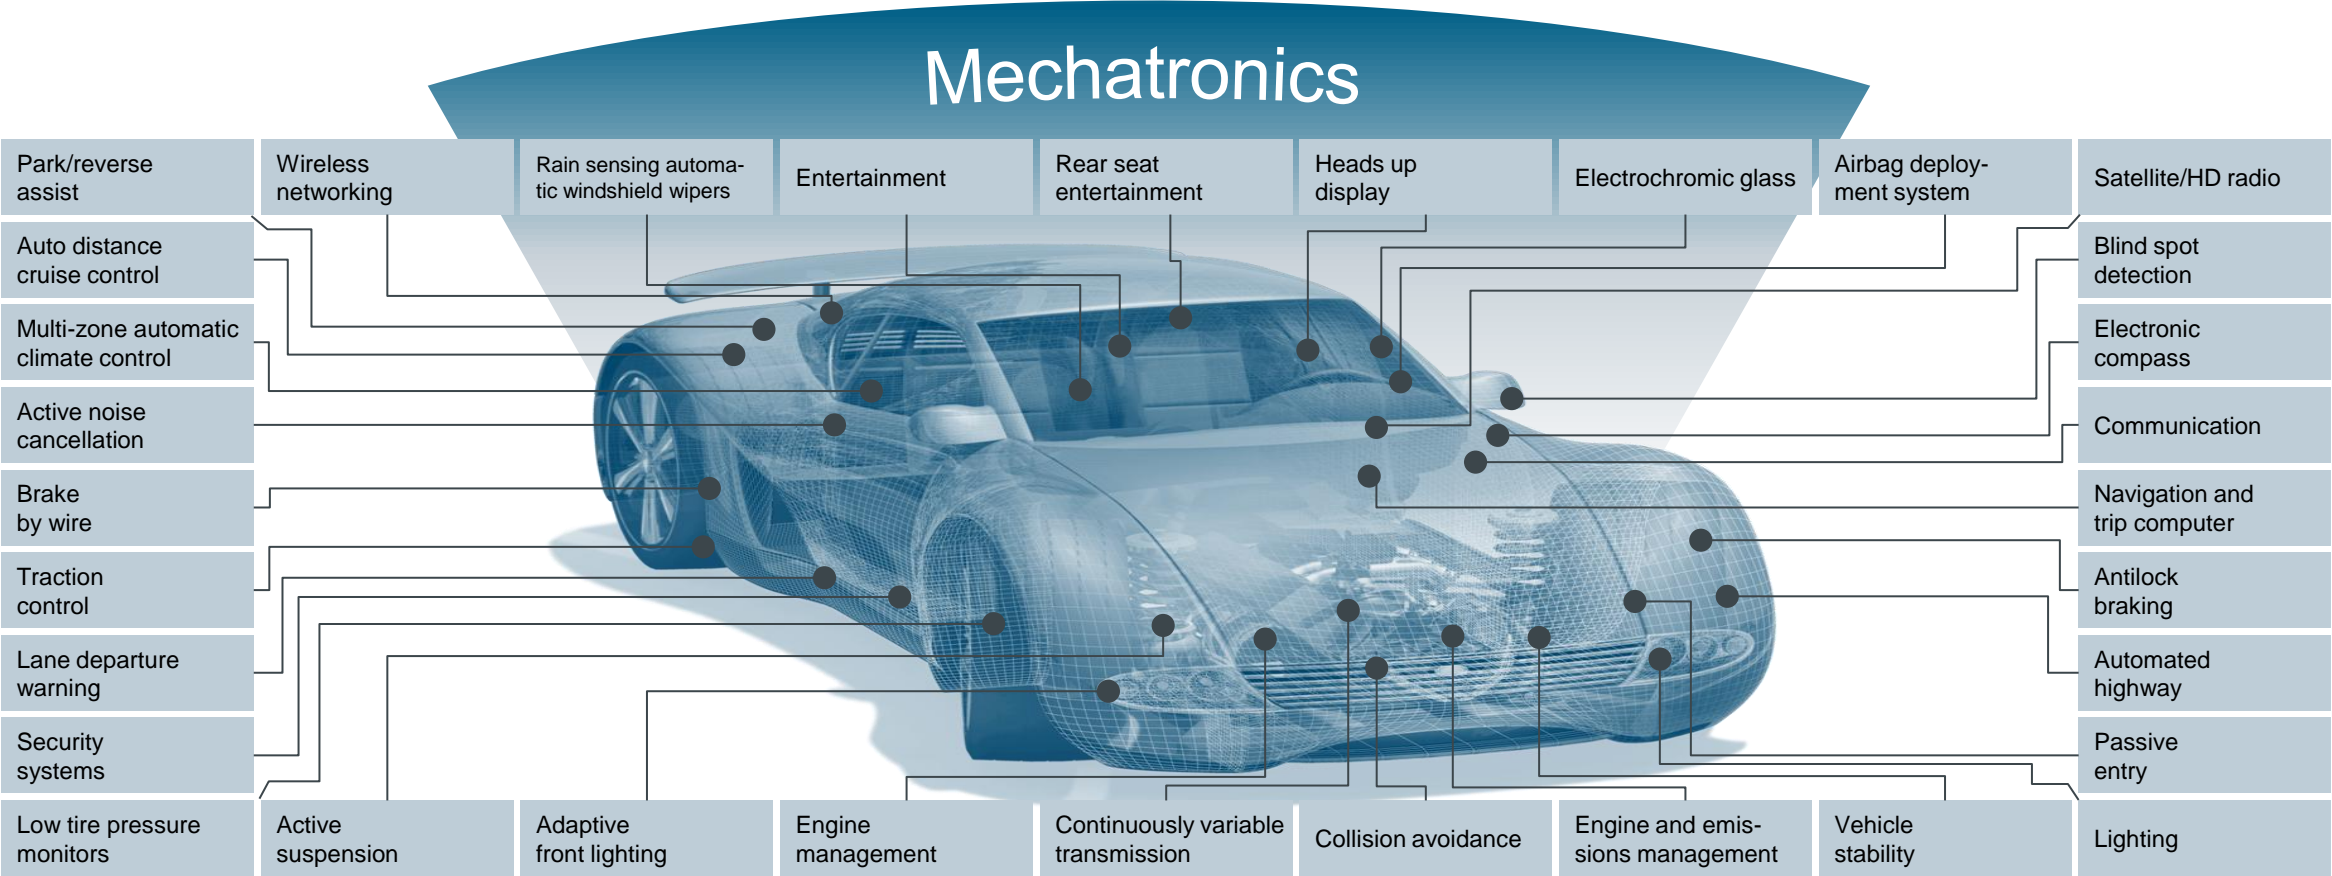 Mechatronics
Park/reverse
assist
Wireless
networking
Rain sensing automa-
tic windshield wipers
Entertainment
Rear seat
entertainment
Heads up
display
Electrochromic glass
Airbag deploy-
ment system
Satellite/HD radio
Auto distance
cruise control
Multi-zone automatic
climate control
Active noise
cancellation
Brake
by wire
Traction
control
Lane departure
warning
Security
systems
Blind spot
detection
Electronic
compass
Communication
Navigation and
trip computer
Antilock
braking
Automated
highway
Passive
entry
Low tire pressure
monitors
Active
suspension
Adaptive
front lighting
Engine
management
Continuously variable
transmission
Collision avoidance
Engine and emis-
sions management
Vehicle
stability
Lighting